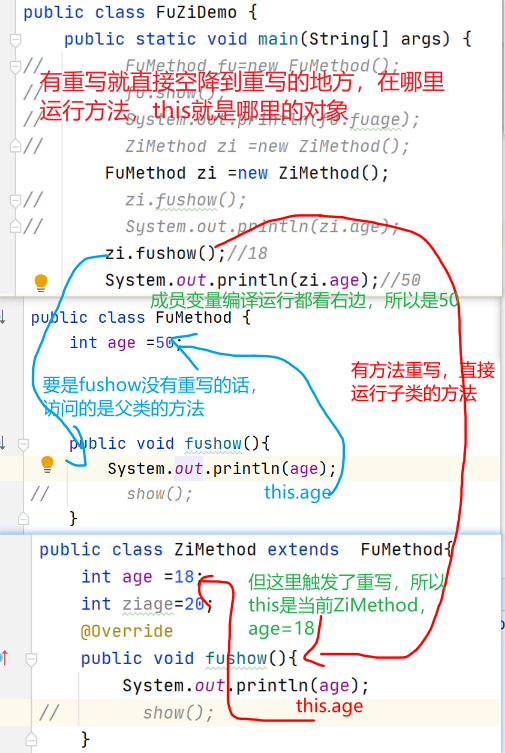 public class FuZiDemo {
public static void main(String[] args) {
// FuMethod fu=new FuMethod();
有重写就直接空降到重写的地方，在哪里
// fu.show();
运行方法，this就是哪里的对象
// System.out.println(fu.fuage);
// ZiMethod zi =new ZiMethod();
FuMethod zi =new ZiMethod();
// zi.fushow();
// System.out.println(zi.age);
zi.fushow();//18
System.out.println(zi.age);//50
成员变量编译运行都看右边，所以是50
public class FuMethod {
int age =50;
有方法重写，直接
运行子类的方法
要是fushow没有重写的话，
访问的是父类的方法
public void fushow(){
System.out.println(age);
// show();
this.age
}
public class ZiMethod extends FuMethod{
int age =18;
int ziage=20;
但这里触发了重写，所以
this是当前ZiMethod，
age=18
@Override
public void fushow(){
System.out.println(age);
// show();
this.age
}